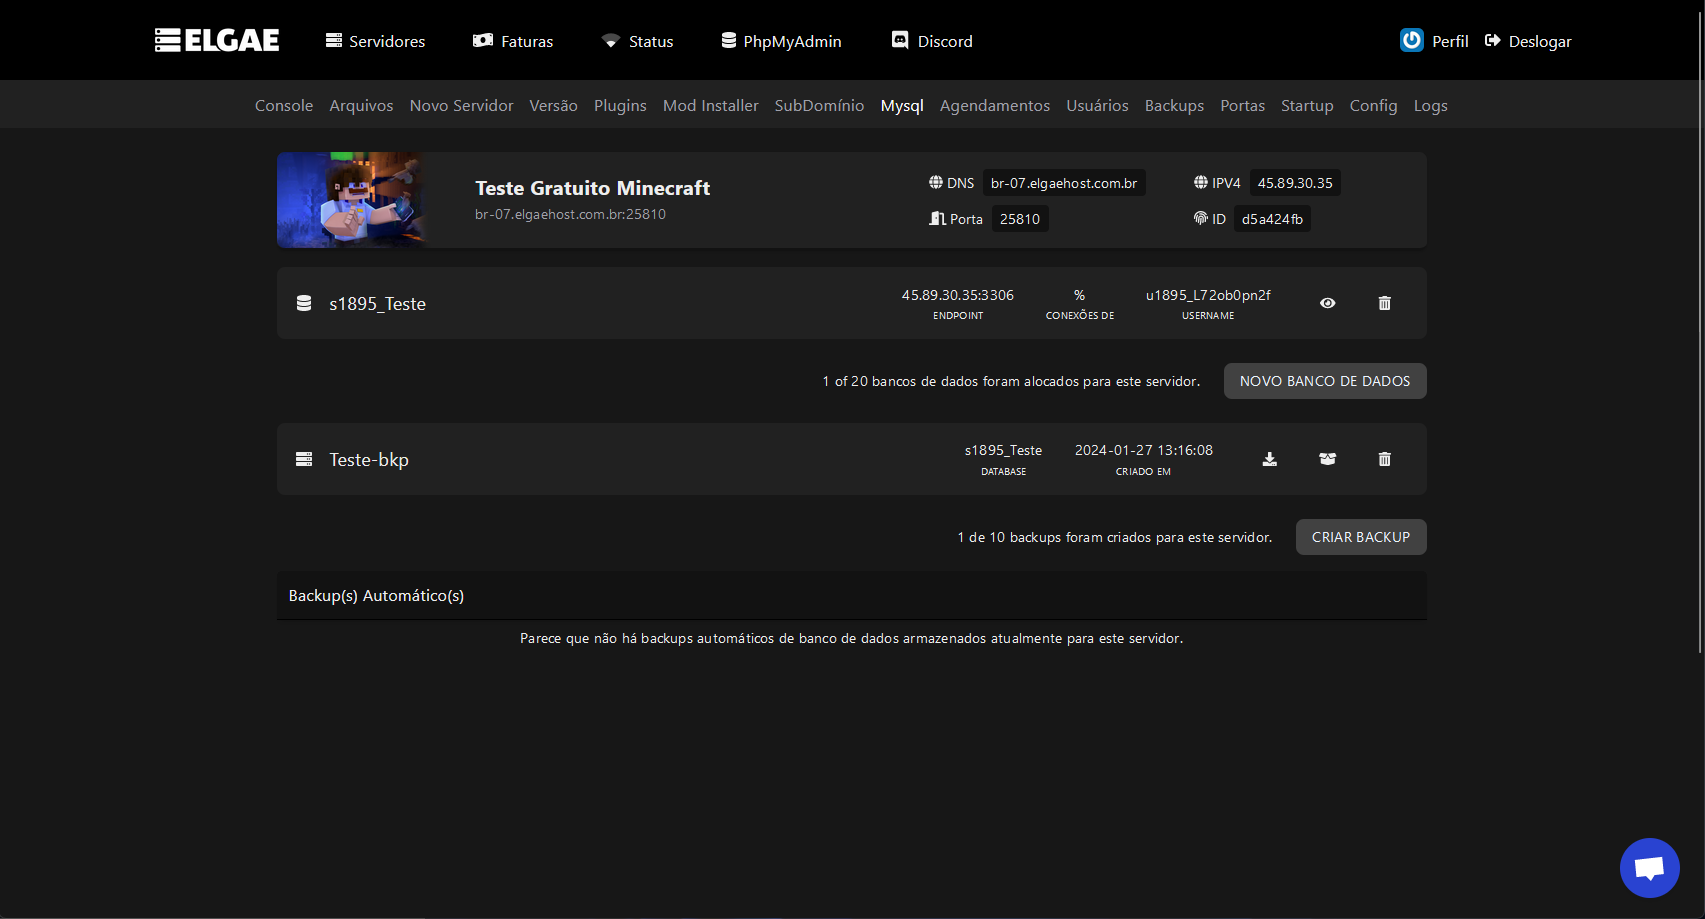 ELGAE Servidores Faturas Status PhpMyAdmin Discord Perfil Deslogar
Console Arquivos Novo Servidor Versão Plugins Mod Installer SubDomínio Mysql Agendamentos Usuários Backups Portas Startup Config Logs
Teste Gratuito Minecraft
br-07.elgaehost.com.br:25810
DNS br-07.elgaehost.com.br IPV4 45.89.30.35
Porta 25810 ID d5a424fb
s1895_Teste
45.89.30.35:3306 % u1895_L72ob0pn2f
ENDPOINT CONEXÕES DE USERNAME
1 of 20 bancos de dados foram alocados para este servidor. NOVO BANCO DE DADOS
Teste-bkp
s1895_Teste 2024-01-27 13:16:08
DATABASE CRIADO EM
1 de 10 backups foram criados para este servidor. CRIAR BACKUP
Backup(s) Automático(s)
Parece que não há backups automáticos de banco de dados armazenados atualmente para este servidor.